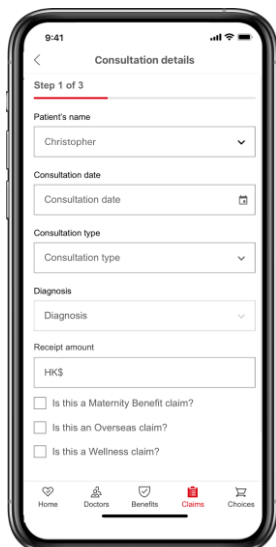 9:41
Consultation details
Step 1 of 3
Patient's name
Christopher
Consultation date
Consultation date
Consultation type
Consultation type
Diagnosis
Diagnosis
Receipt amount
HK$
Is this a Maternity Benefit claim?
Is this an Overseas claim?
Is this a Wellness claim?
Home Doctors Benefits Claims Choices